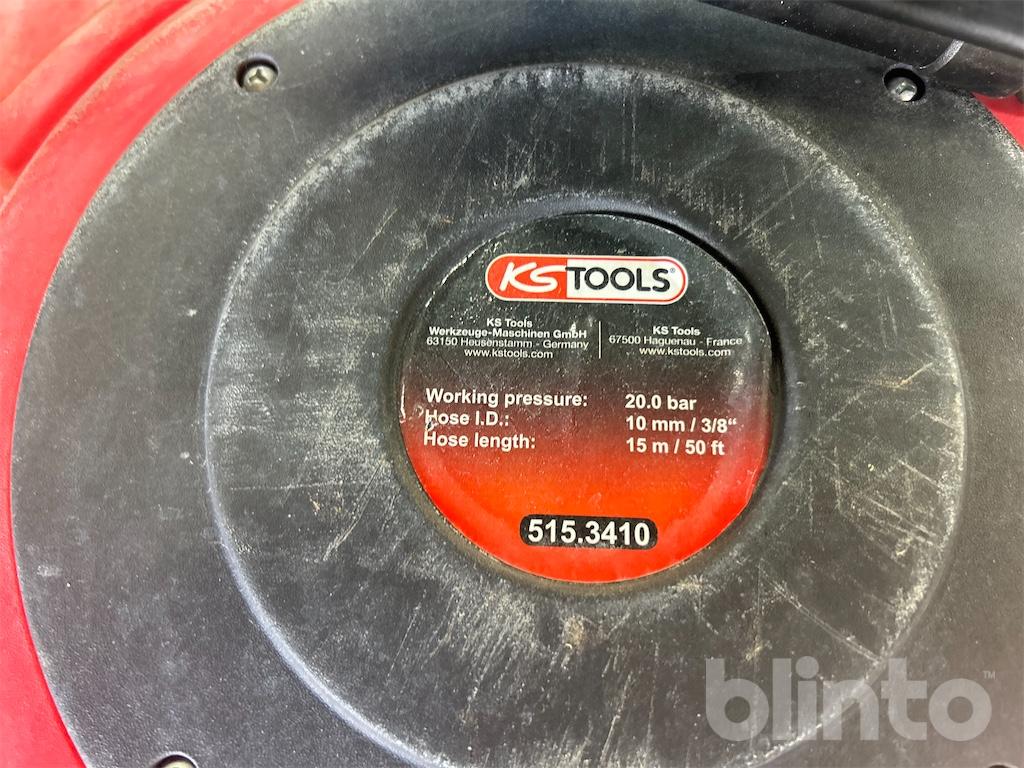 KS TOOLS®
KS Tools
Werkzeuge-Maschinen GmbH
63150 Heusenstamm - Germany
www.kstools.com
KS Tools
67500 Haguenau - France
www.kstools.com
Working pressure: 20.0 bar
Hose I.D.: 10 mm / 3/8“
Hose length: 15 m / 50 ft
515.3410
blinto™